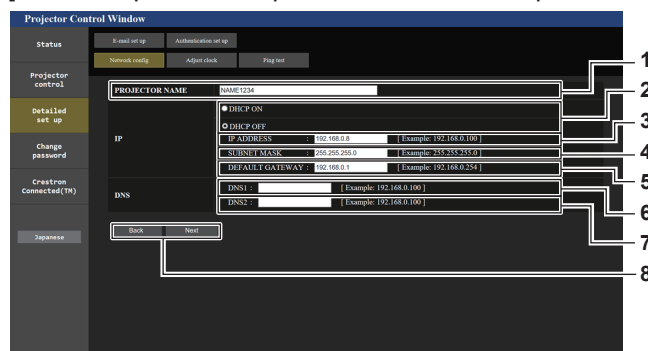 Projector Control Window
Status
Projector
control
Detailed
set up
Change
password
Crestron
Connected(TM)
Japanese
E-mail set up
Authentication set up
Network config
Adjust clock
Ping test
PROJECTOR NAME NAME1234
IP
DHCP ON
DHCP OFF
IP ADDRESS : 192.168.0.8 [ Example: 192.168.0.100 ]
SUBNET MASK : 255.255.255.0 [ Example: 255.255.255.0 ]
DEFAULT GATEWAY : 192.168.0.1 [ Example: 192.168.0.254 ]
DNS
DNS1 : [ Example: 192.168.0.100 ]
DNS2 : [ Example: 192.168.0.100 ]
Back Next
1
2
3
4
5
6
7
8